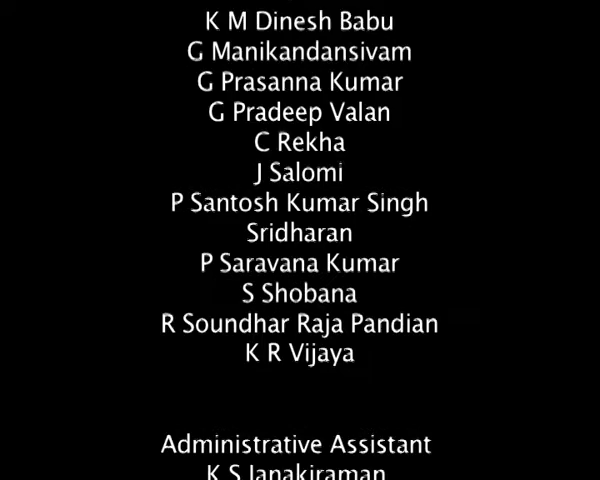 K M Dinesh Babu
G Manikandansivam
G Prasanna Kumar
G Pradeep Valan
C Rekha
J Salomi
P Santosh Kumar Singh
Sridharan
P Saravana Kumar
S Shobana
R Soundhar Raja Pandian
K R Vijaya
Administrative Assistant
K S Janakiraman